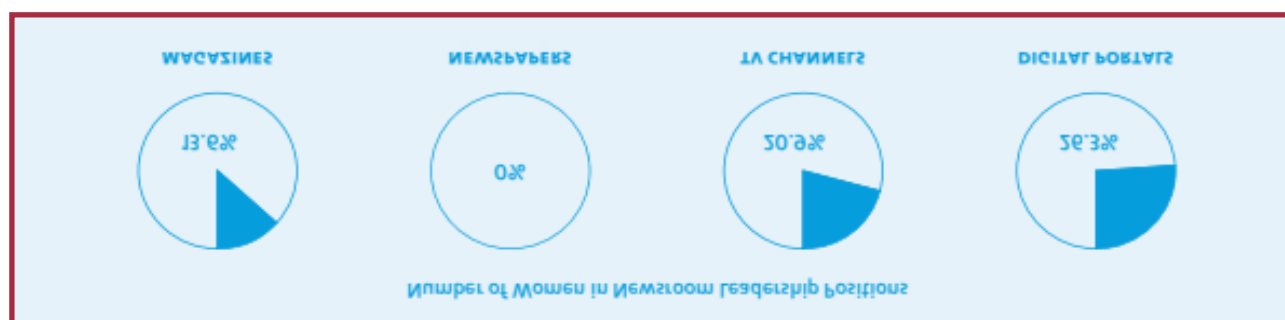 Number of Women in Newsroom Leadership Positions
13.6% 0% 20.9% 26.3%
MAGAZINES NEWSPAPERS TV CHANNELS DIGITAL PORTALS